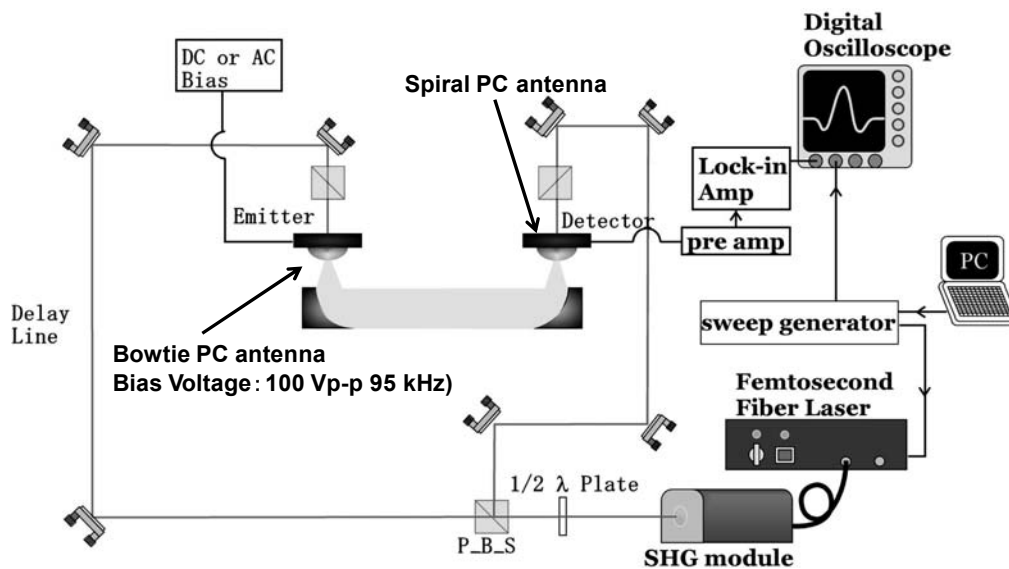 Digital
Oscilloscope
DC or AC
Bias
Spiral PC antenna
Lock-in
Amp
Emitter
Detector
pre amp
PC
Delay
Line
sweep generator
Bowtie PC antenna
Bias Voltage：100 Vp-p 95 kHz)
Femtosecond
Fiber Laser
1/2 λ Plate
P_B_S
SHG module